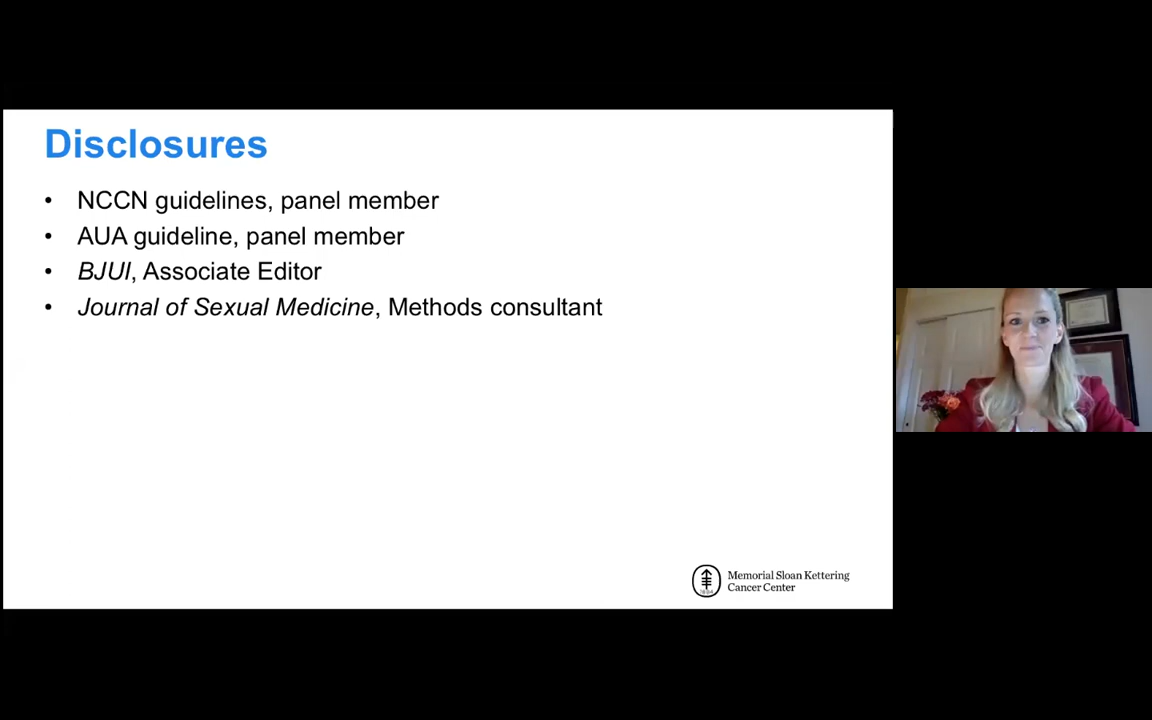 Disclosures
• NCCN guidelines, panel member
• AUA guideline, panel member
• BJUI, Associate Editor
• Journal of Sexual Medicine, Methods consultant
Memorial Sloan Kettering
Cancer Center